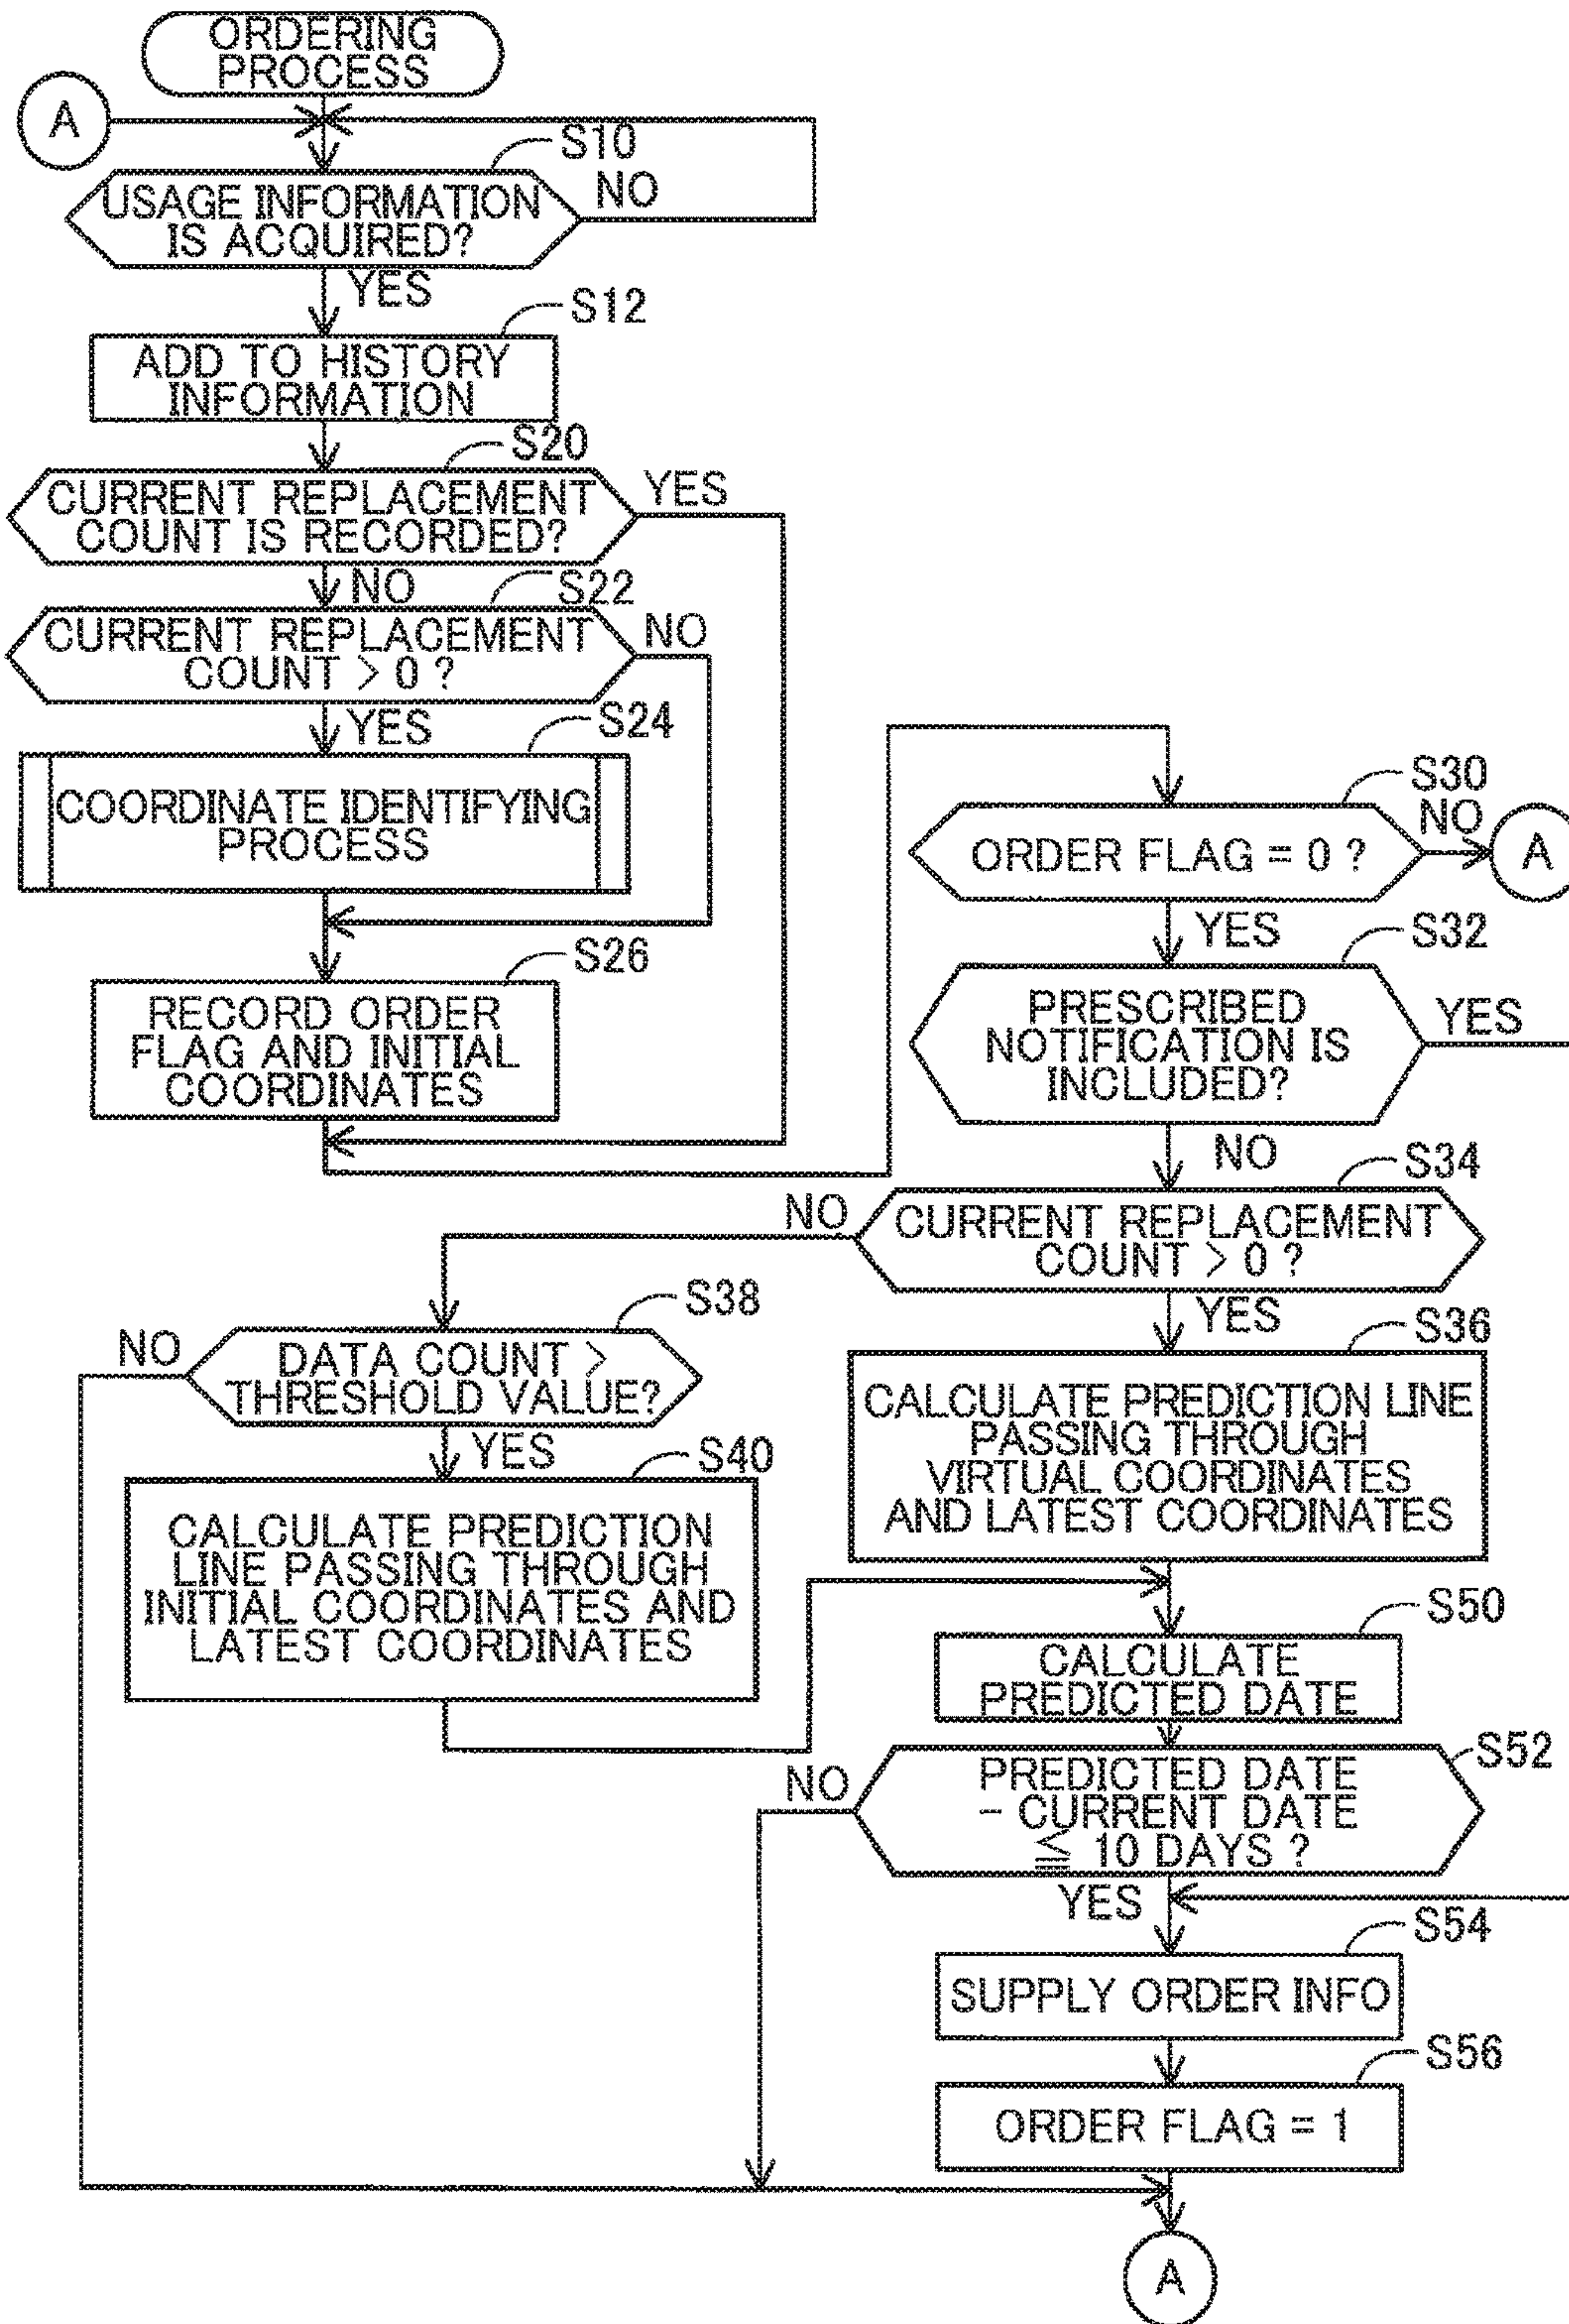 ORDERING
PROCESS
A
S10
USAGE INFORMATION
IS ACQUIRED?
NO
YES
S12
ADD TO HISTORY
INFORMATION
S20
CURRENT REPLACEMENT
COUNT IS RECORDED?
YES
NO
S22
CURRENT REPLACEMENT
COUNT > 0 ?
NO
YES
S24
COORDINATE IDENTIFYING
PROCESS
S26
RECORD ORDER
FLAG AND INITIAL
COORDINATES
S30
ORDER FLAG = 0 ?
NO
A
YES
S32
PRESCRIBED
NOTIFICATION IS
INCLUDED?
YES
NO
S34
CURRENT REPLACEMENT
COUNT > 0 ?
NO
YES
S36
CALCULATE PREDICTION LINE
PASSING THROUGH
VIRTUAL COORDINATES
AND LATEST COORDINATES
S38
DATA COUNT >
THRESHOLD VALUE?
NO
YES
S40
CALCULATE PREDICTION
LINE PASSING THROUGH
INITIAL COORDINATES AND
LATEST COORDINATES
S50
CALCULATE
PREDICTED DATE
S52
PREDICTED DATE
- CURRENT DATE
≦ 10 DAYS ?
NO
YES
S54
SUPPLY ORDER INFO
S56
ORDER FLAG = 1
A